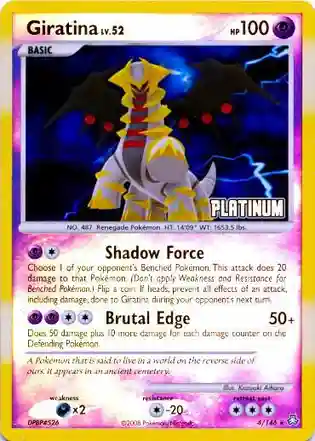 Giratina LV.52 HP 100
BASIC
PLATINUM
NO. 487 Renegade Pokémon HT: 14'09" WT: 1653.5 lbs.
Shadow Force
Choose 1 of your opponent's Benched Pokémon. This attack does 20
damage to that Pokémon. (Don't apply Weakness and Resistance for
Benched Pokémon.) Flip a coin. If heads, prevent all effects of an attack,
including damage, done to Giratina during your opponent's next turn.
Brutal Edge 50+
Does 50 damage plus 10 more damage for each damage counter on the
Defending Pokémon.
A Pokémon that is said to live in a world on the reverse side
of ours. It appears in an ancient cemetery.
Illus. Kazuyuki Kuhara
weakness resistance retreat cost
×2 -20
DPBP#526 ©2008 Pokémon/Nintendo 4/146